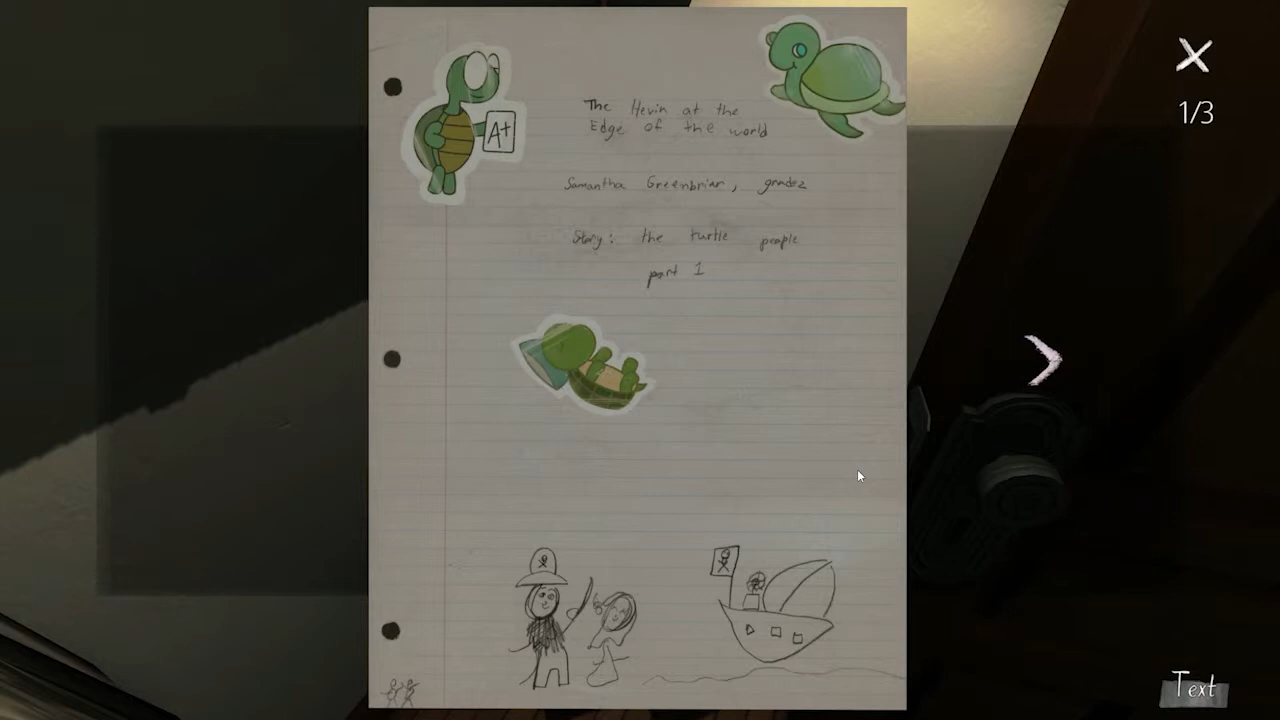 1/3
A+
The Hevin at the
Edge of the world
Samantha Greenbriar, grade2
Story: the turtle people
part 1
Text